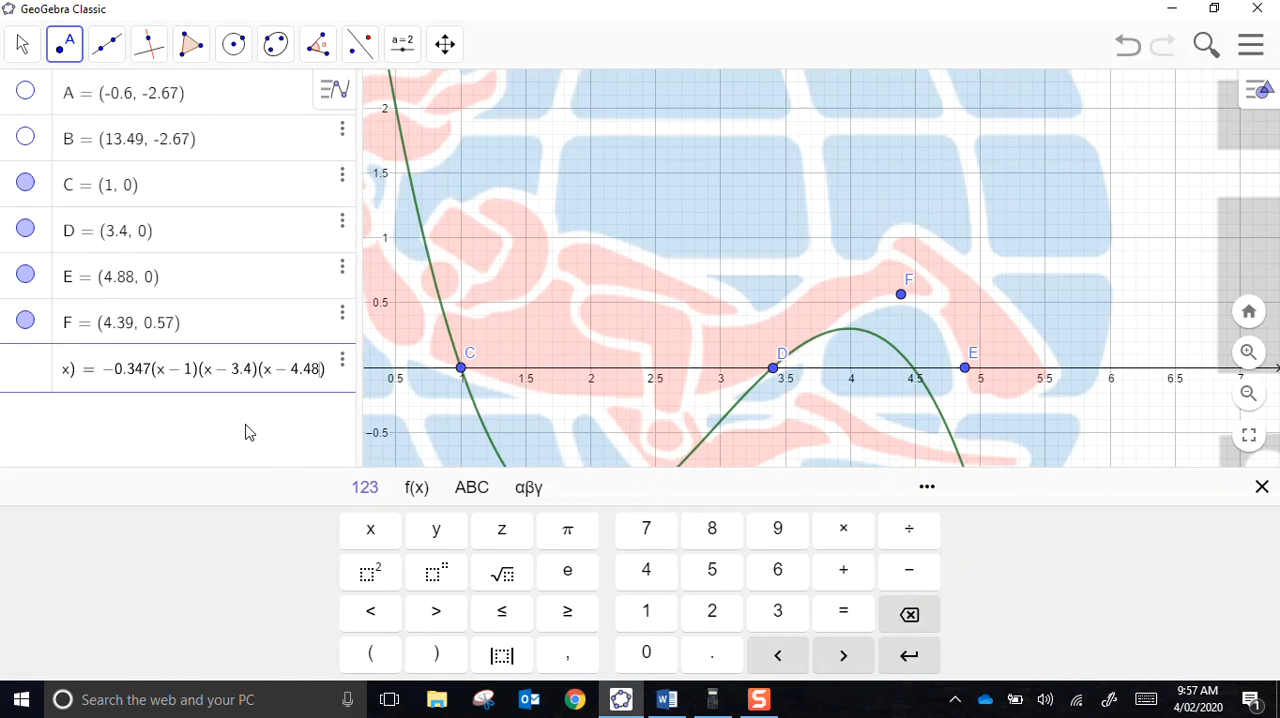 GeoGebra Classic
a=2
A = (-0.6, -2.67)
B = (13.49, -2.67)
C = (1, 0)
D = (3.4, 0)
E = (4.88, 0)
F = (4.39, 0.57)
x) = −0.347(x − 1)(x − 3.4)(x − 4.48)
2
1.5
1
0.5
−0.5
0.5
1
1.5
2
2.5
3
3.5
4
4.5
5
5.5
6
6.5
7
C
D
E
F
123 f(x) ABC αβγ •••
x y z π 7 8 9 × ÷
2 √ e 4 5 6 + −
< > ≤ ≥ 1 2 3 =
( ) , 0 . < >
Search the web and your PC
9:57 AM
4/02/2020
1